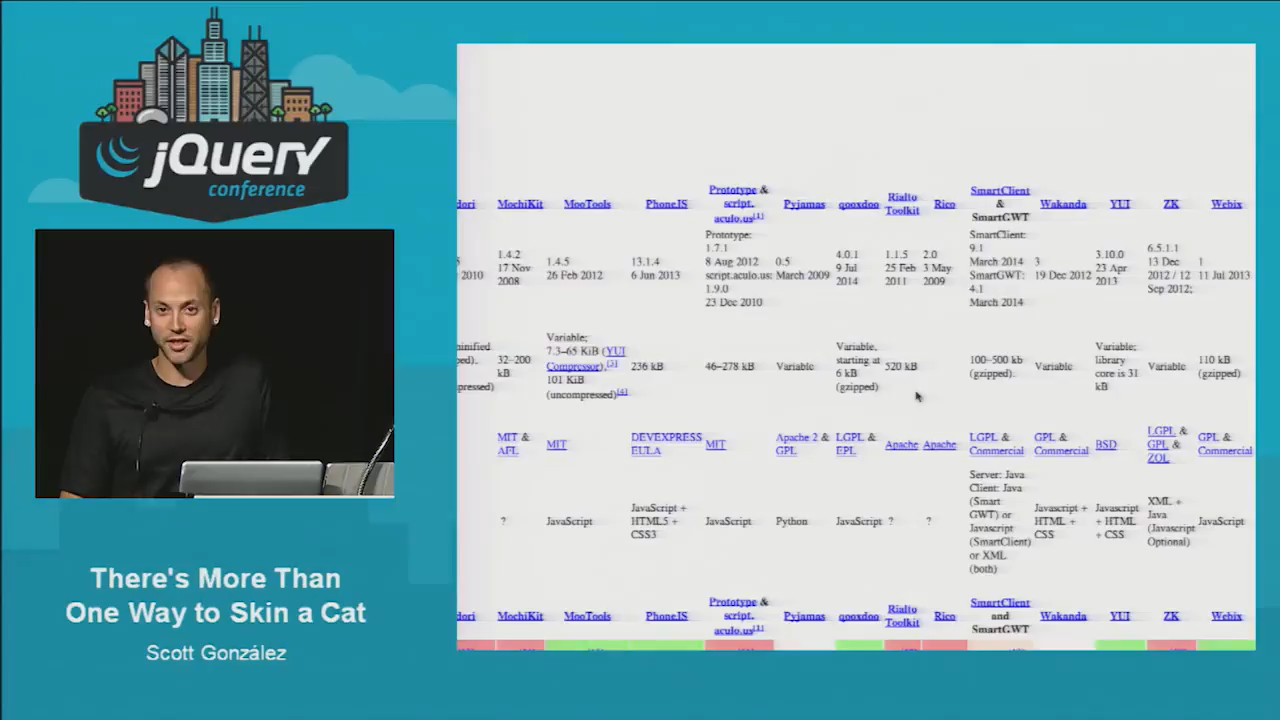 jQuery
conference
There's More Than
One Way to Skin a Cat
Scott González
dori MochiKit MooTools PhoneJS Prototype & script.aculo.us[1] Pyjamas qooxdoo Rialto Toolkit Rico SmartClient & SmartGWT Wakanda YUI ZK Webix
2010
1.4.2
17 Nov
2008
1.4.5
26 Feb 2012
13.1.4
6 Jun 2013
Prototype:
1.7.1
8 Aug 2012
script.aculo.us:
1.9.0
23 Dec 2010
0.5
March 2009
4.0.1
9 Jul
2014
1.1.5
25 Feb
2011
2.0
3 May
2009
SmartClient:
9.1
March 2014
SmartGWT:
4.1
March 2014
3
19 Dec 2012
3.10.0
23 Apr
2013
6.5.1.1
13 Dec
2012 / 12
Sep 2012;
1
11 Jul 2013
32–200
kB
Variable;
7.3–65 KiB (YUI
Compressor),[3]
101 KiB
(uncompressed)[4]
236 kB
46–278 kB
Variable
Variable,
starting at
6 kB
(gzipped)
520 kB
100–500 kb
(gzipped).
Variable
Variable;
library
core is 31
kB
Variable
110 kB
(gzipped)
MIT &
AFL
MIT
DEVEXPRESS
EULA
MIT
Apache 2 &
GPL
LGPL &
EPL
Apache
Apache
LGPL &
Commercial
GPL &
Commercial
BSD
LGPL &
GPL &
ZOL
GPL &
Commercial
?
JavaScript
JavaScript +
HTML5 +
CSS3
JavaScript
Python
JavaScript
?
?
Server: Java
Client: Java
(Smart
GWT) or
Javascript
(SmartClient)
or XML
(both)
Javascript +
HTML +
CSS
Javascript
+ HTML
+ CSS
XML +
Java
(Javascript
Optional)
JavaScript
dori MochiKit MooTools PhoneJS Prototype & script.aculo.us[1] Pyjamas qooxdoo Rialto Toolkit Rico SmartClient and SmartGWT Wakanda YUI ZK Webix